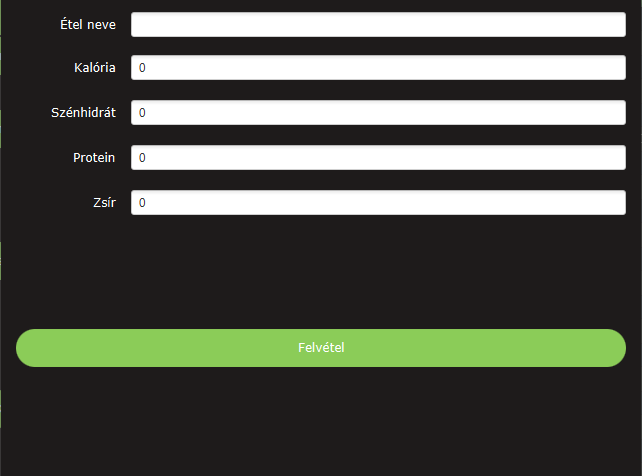 Étel neve
Kalória 0
Szénhidrát 0
Protein 0
Zsír 0
Felvétel